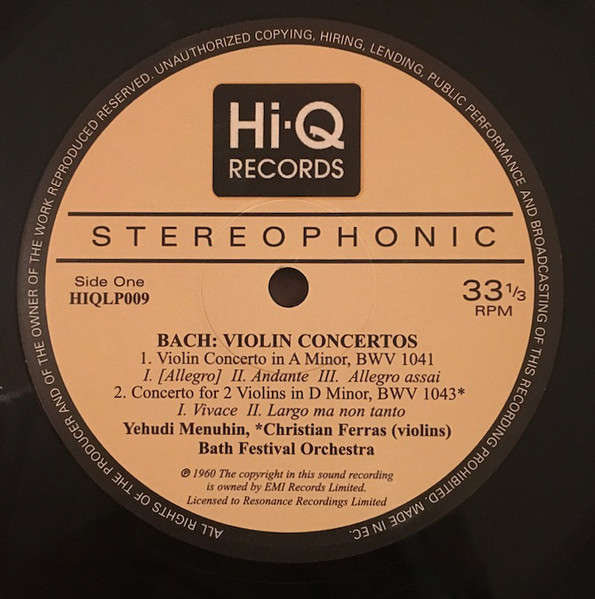 ALL RIGHTS OF THE PRODUCER AND OF THE OWNER OF THE WORK REPRODUCED RESERVED. UNAUTHORIZED COPYING, HIRING, LENDING, PUBLIC PERFORMANCE AND BROADCASTING OF THIS RECORDING PROHIBITED. MADE IN EC.
Hi·Q
RECORDS
STEREOPHONIC
Side One
HIQLP009
33 1/3
RPM
BACH: VIOLIN CONCERTOS
1. Violin Concerto in A Minor, BWV 1041
I. [Allegro] II. Andante III. Allegro assai
2. Concerto for 2 Violins in D Minor, BWV 1043*
I. Vivace II. Largo ma non tanto
Yehudi Menuhin, *Christian Ferras (violins)
Bath Festival Orchestra
℗ 1960 The copyright in this sound recording
is owned by EMI Records Limited.
Licensed to Resonance Recordings Limited